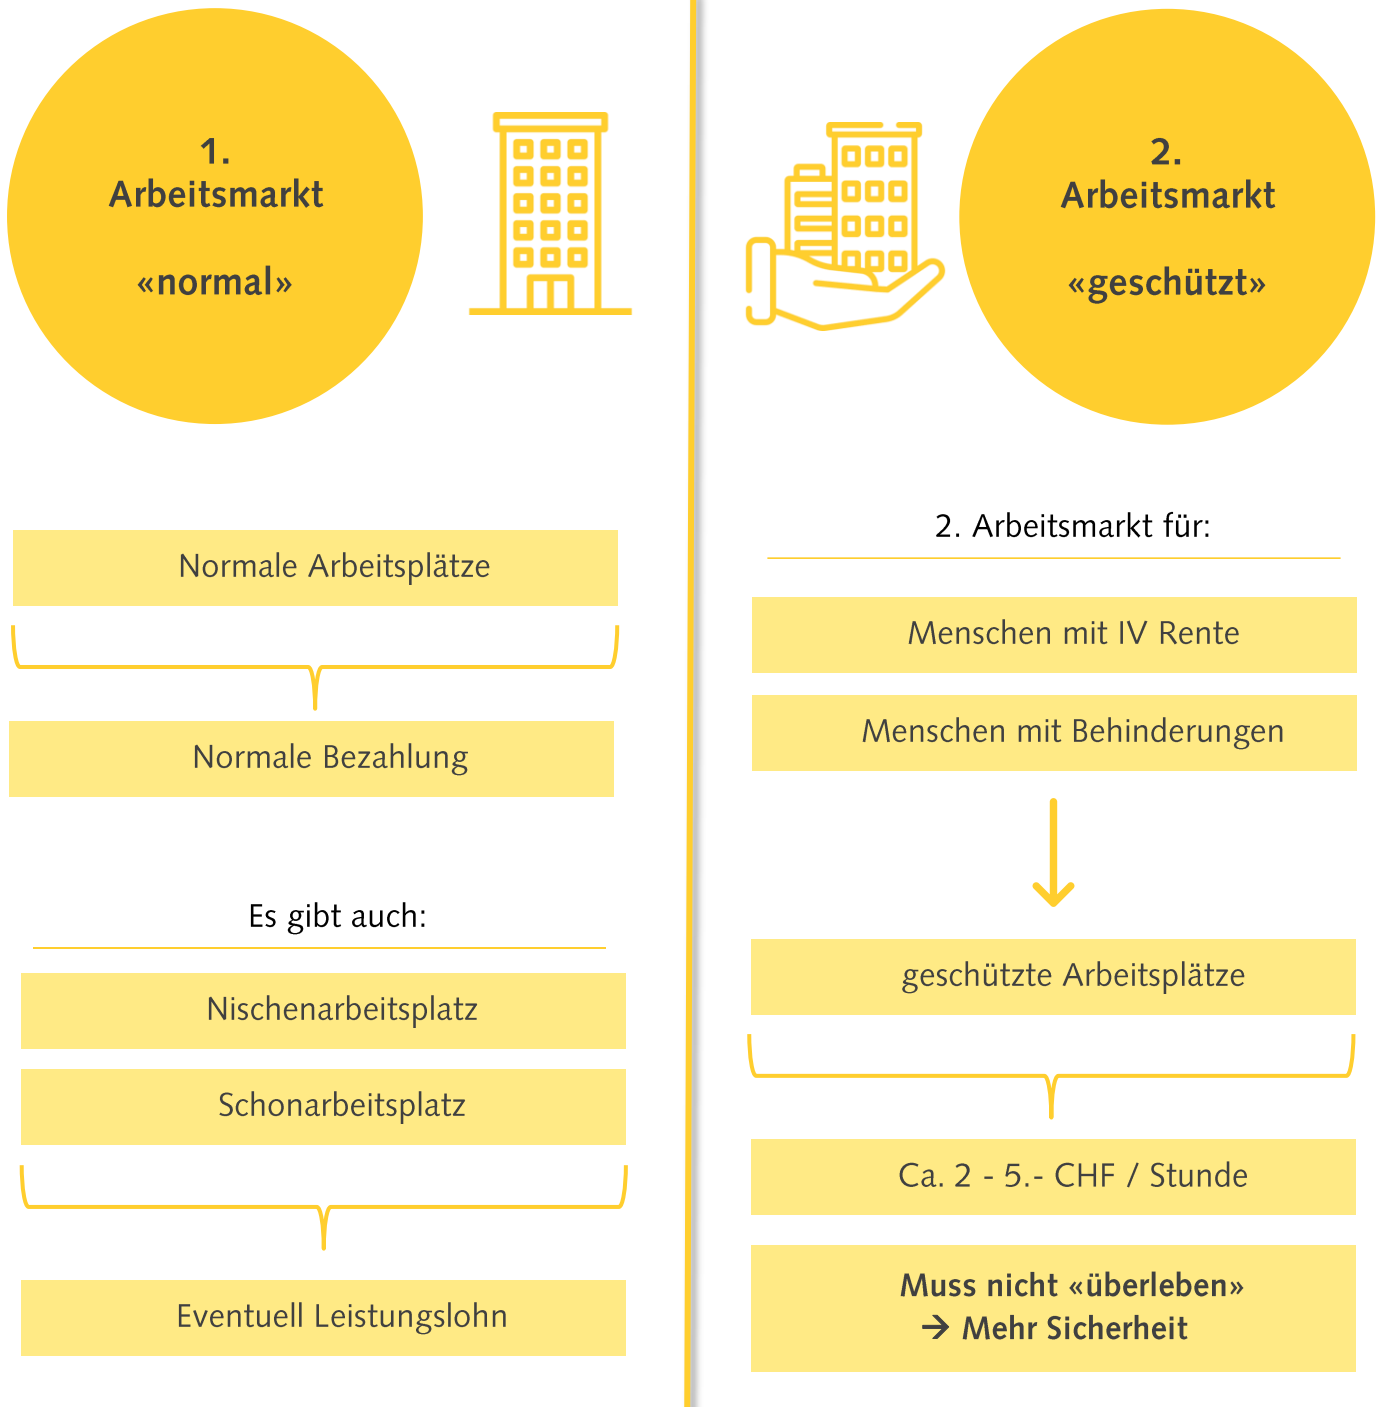 1.
Arbeitsmarkt
«normal»
Normale Arbeitsplätze
Normale Bezahlung
Es gibt auch:
Nischenarbeitsplatz
Schonarbeitsplatz
Eventuell Leistungslohn
2.
Arbeitsmarkt
«geschützt»
2. Arbeitsmarkt für:
Menschen mit IV Rente
Menschen mit Behinderungen
geschützte Arbeitsplätze
Ca. 2 - 5.- CHF / Stunde
Muss nicht «überleben»
→ Mehr Sicherheit